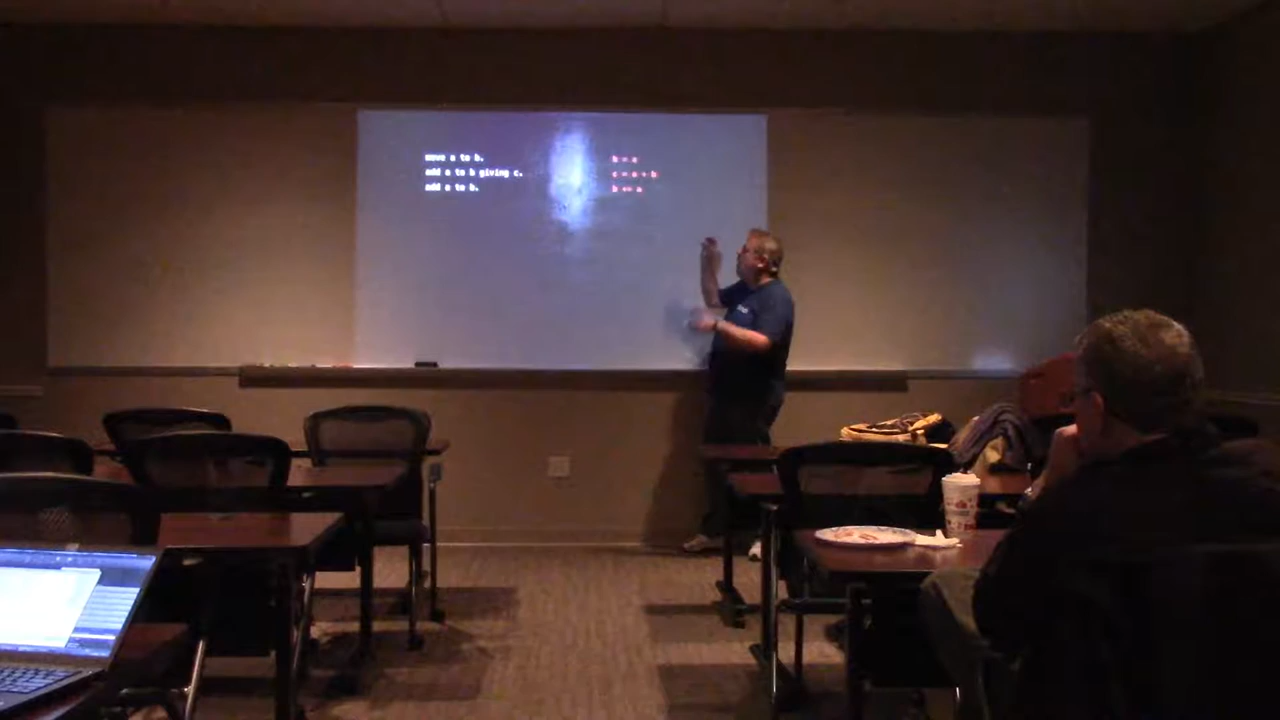 move a to b. b = a
add a to b giving c. c = a + b
add a to b. b += a